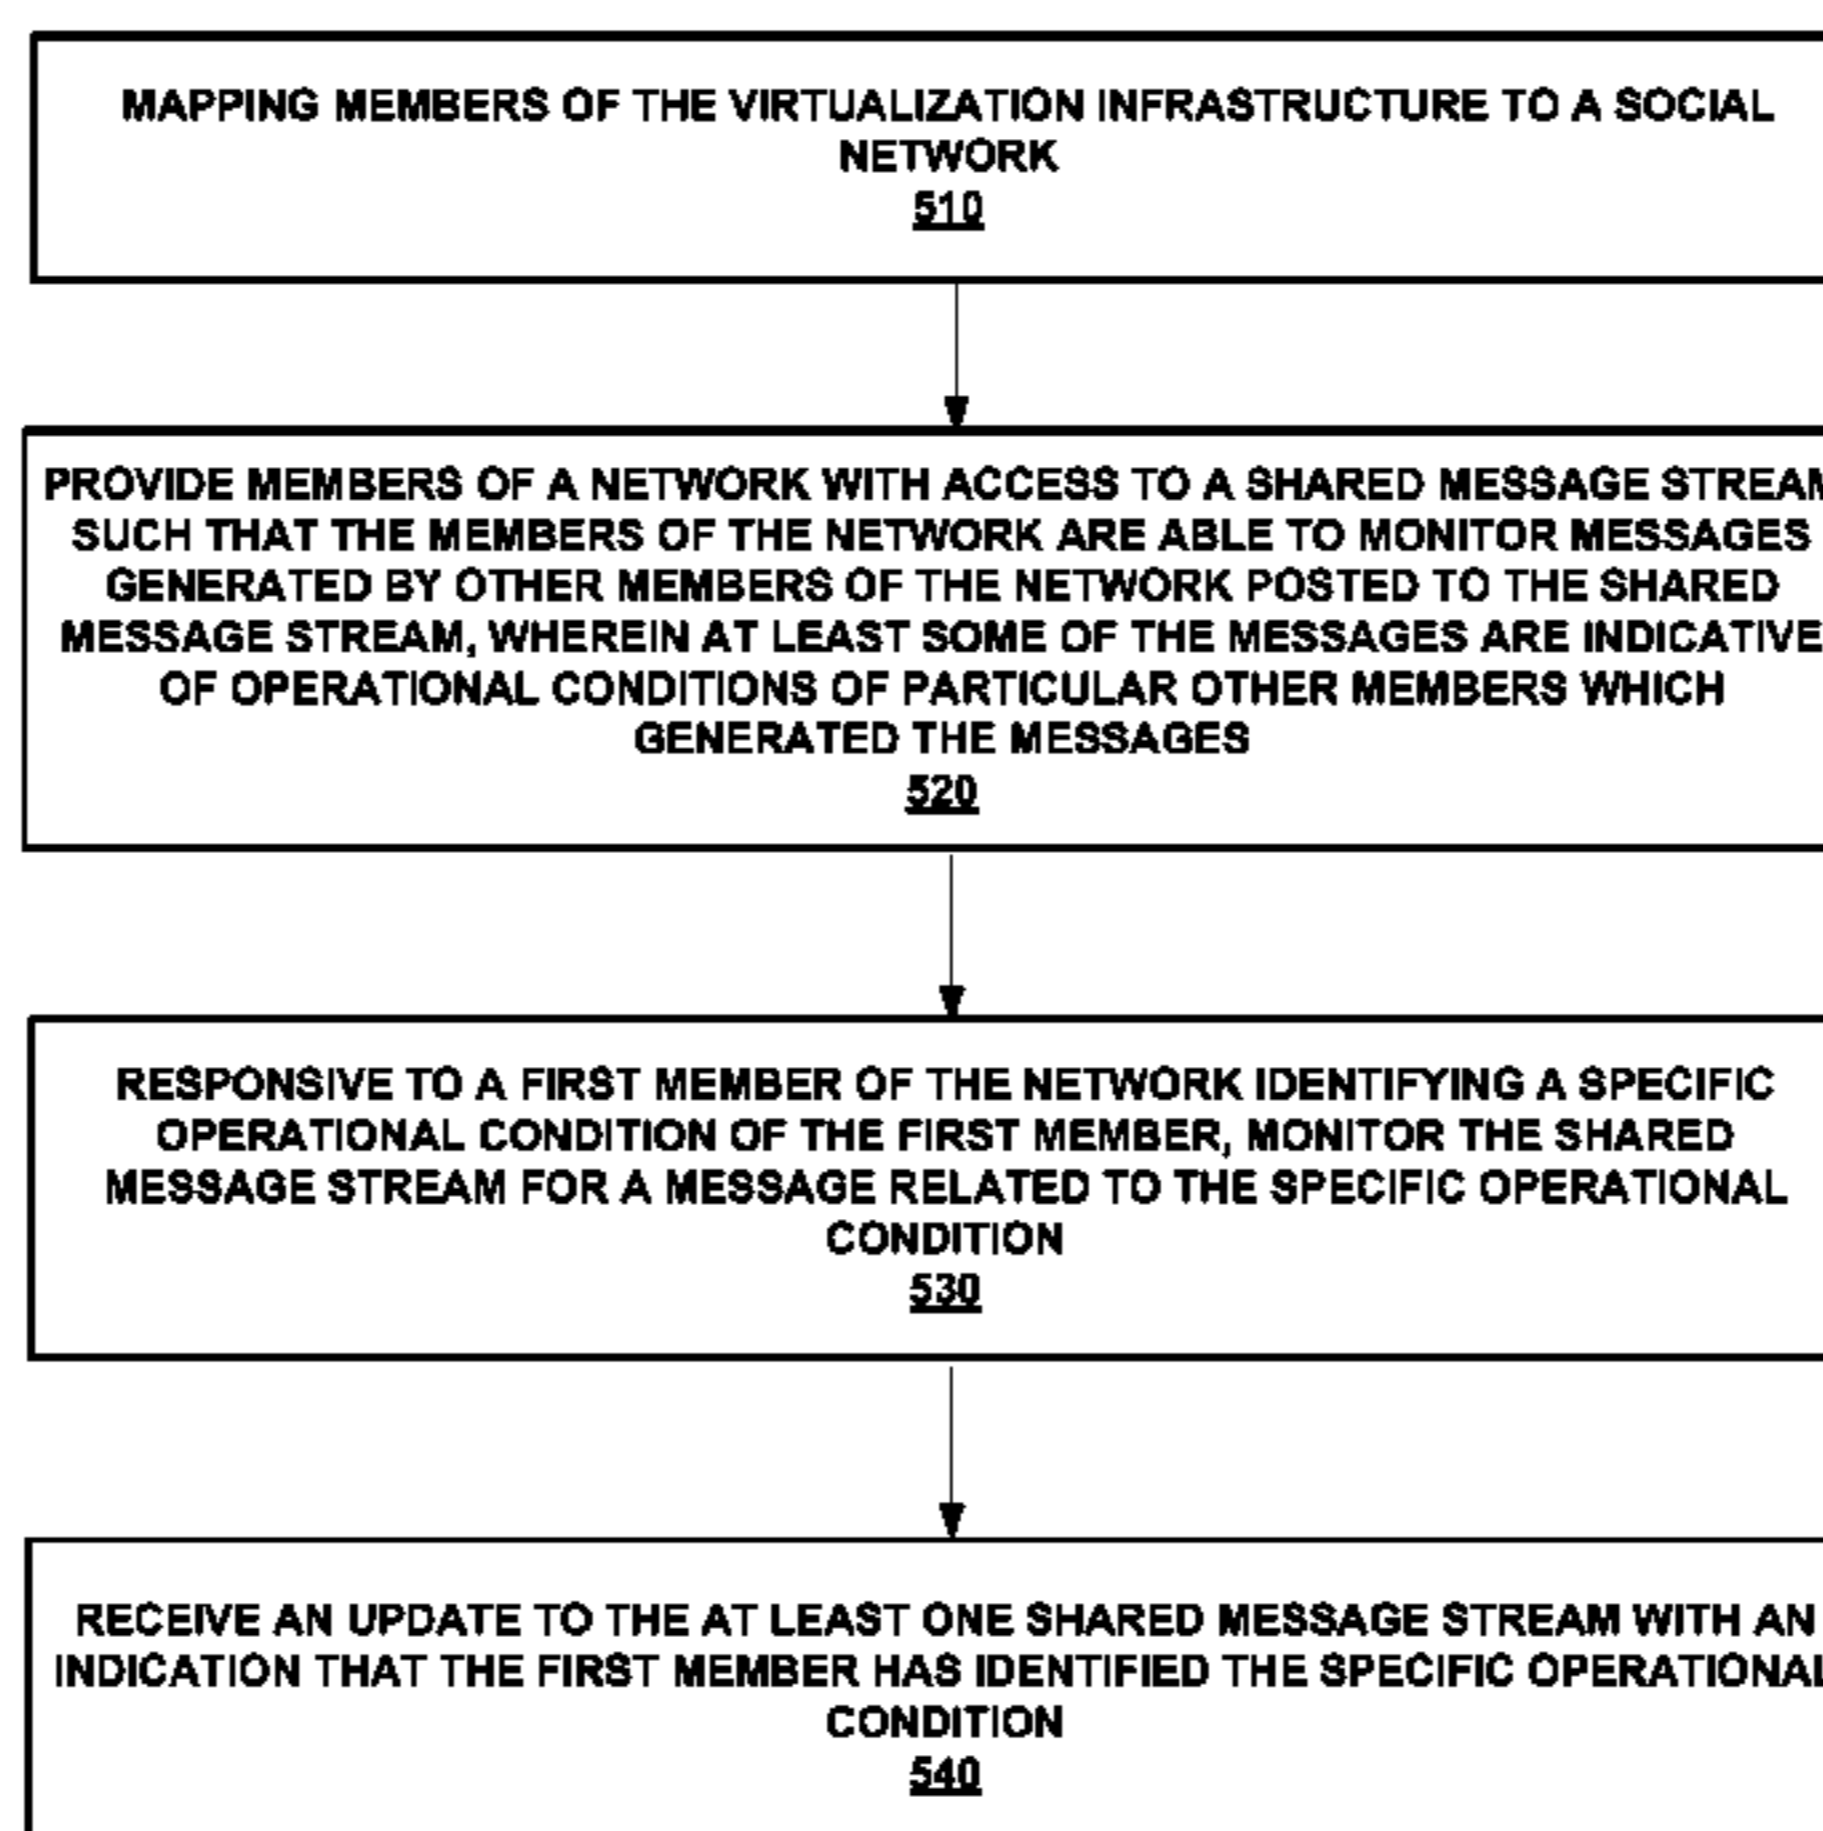 MAPPING MEMBERS OF THE VIRTUALIZATION INFRASTRUCTURE TO A SOCIAL
NETWORK
510
PROVIDE MEMBERS OF A NETWORK WITH ACCESS TO A SHARED MESSAGE STREAM
SUCH THAT THE MEMBERS OF THE NETWORK ARE ABLE TO MONITOR MESSAGES
GENERATED BY OTHER MEMBERS OF THE NETWORK POSTED TO THE SHARED
MESSAGE STREAM, WHEREIN AT LEAST SOME OF THE MESSAGES ARE INDICATIVE
OF OPERATIONAL CONDITIONS OF PARTICULAR OTHER MEMBERS WHICH
GENERATED THE MESSAGES
520
RESPONSIVE TO A FIRST MEMBER OF THE NETWORK IDENTIFYING A SPECIFIC
OPERATIONAL CONDITION OF THE FIRST MEMBER, MONITOR THE SHARED
MESSAGE STREAM FOR A MESSAGE RELATED TO THE SPECIFIC OPERATIONAL
CONDITION
530
RECEIVE AN UPDATE TO THE AT LEAST ONE SHARED MESSAGE STREAM WITH AN
INDICATION THAT THE FIRST MEMBER HAS IDENTIFIED THE SPECIFIC OPERATIONAL
CONDITION
540